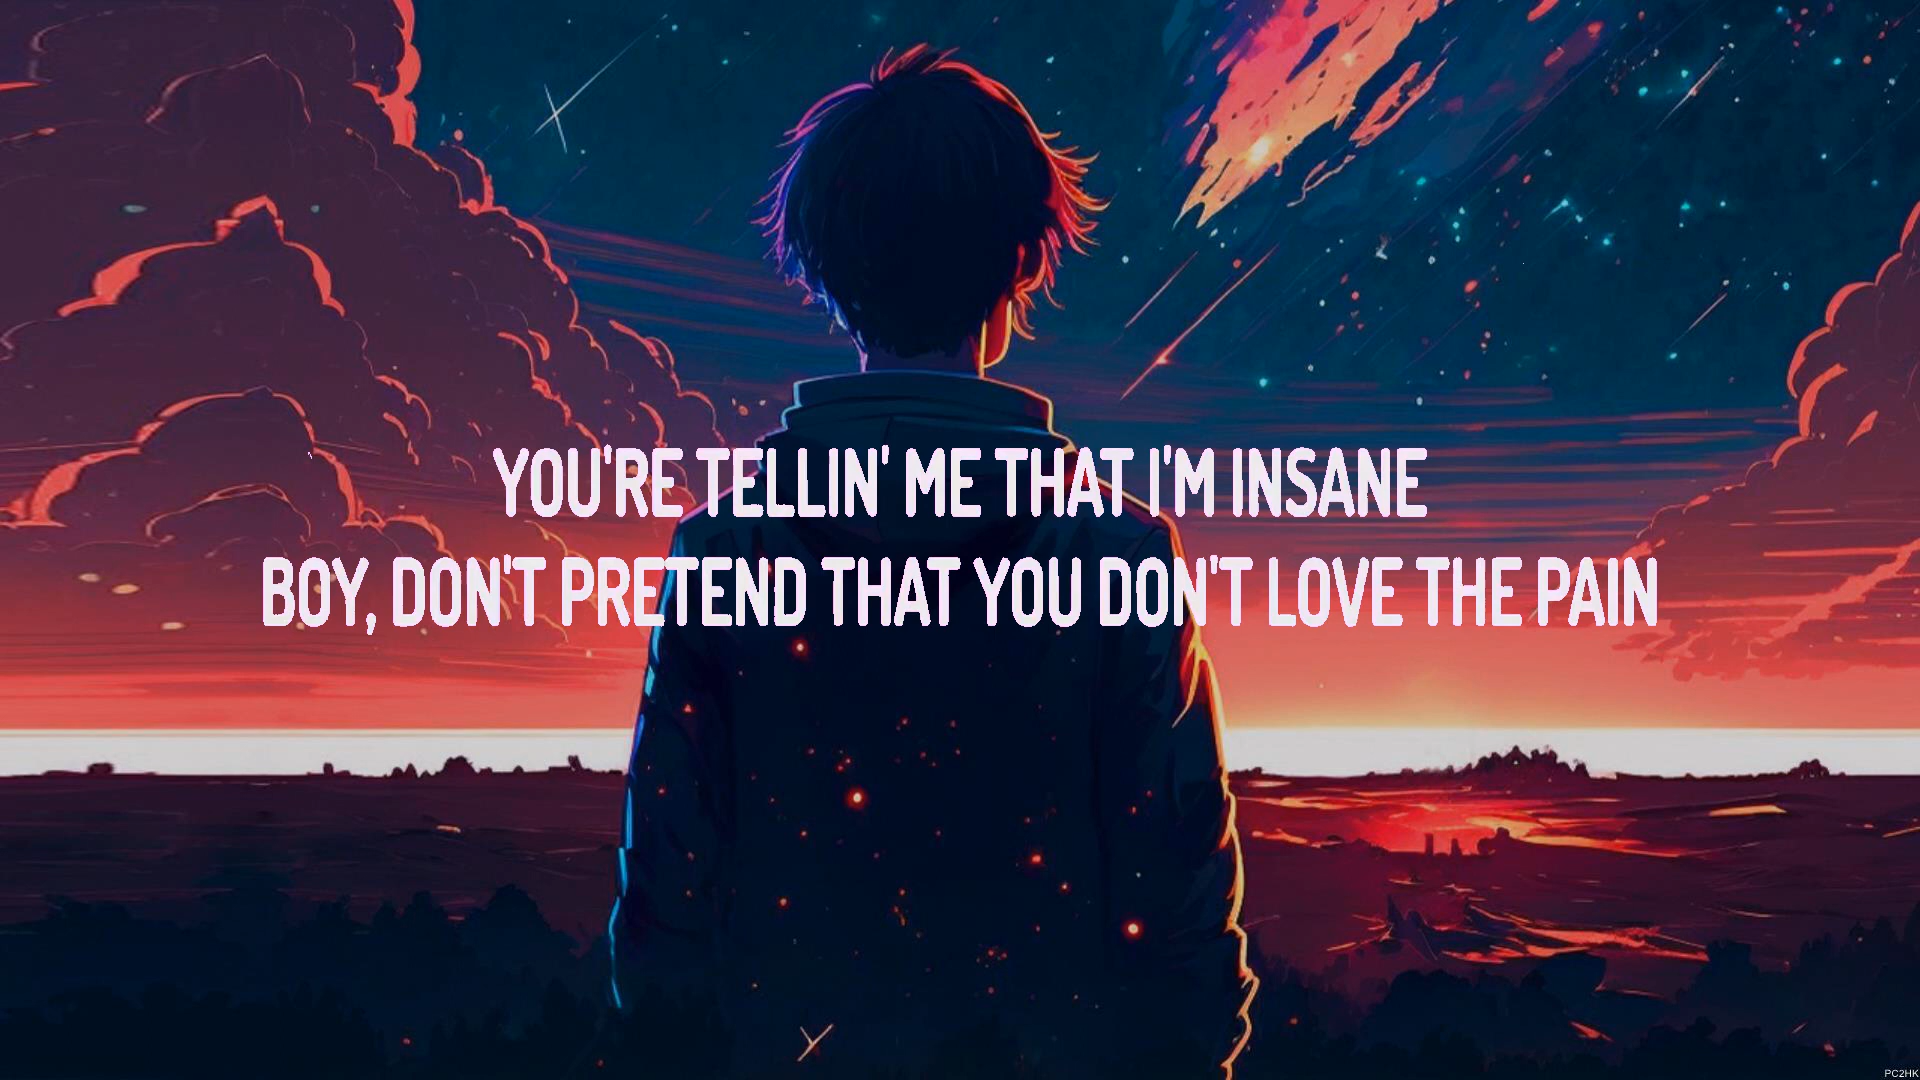 YOU'RE TELLIN' ME THAT I'M INSANE
BOY, DON'T PRETEND THAT YOU DON'T LOVE THE PAIN
PC2HK